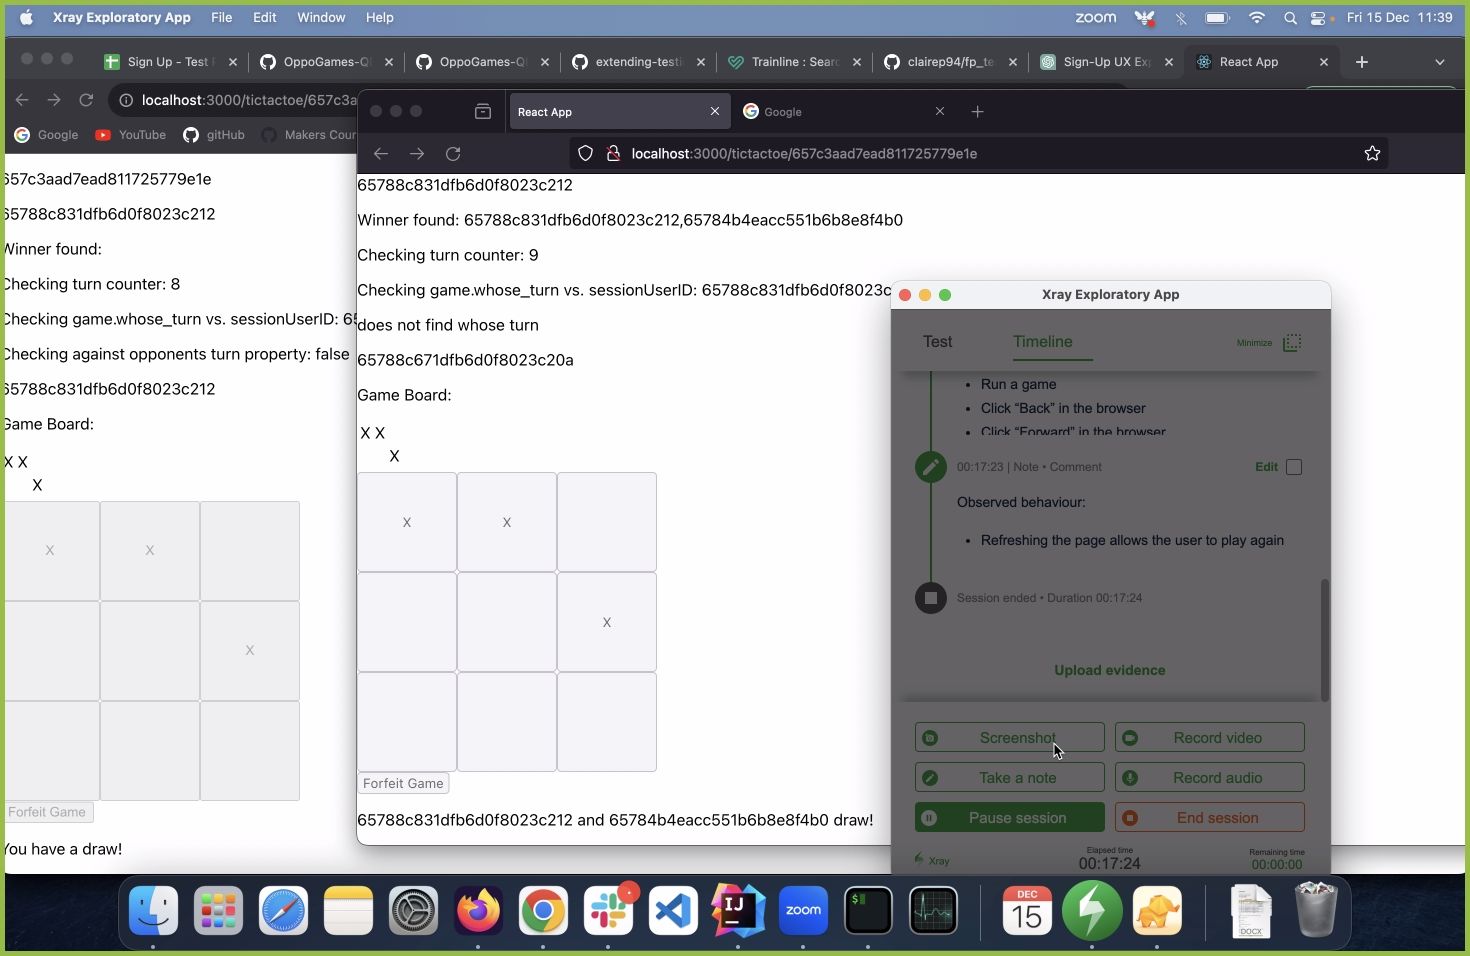 Xray Exploratory App File Edit Window Help zoom Fri 15 Dec 11:39
Sign Up - Test OppoGames-Q OppoGames-Q extending-testi Trainline : Sear clairep94/fp_te Sign-Up UX Ex React App
localhost:3000/tictactoe/657c3a
Google YouTube gitHub Makers Cour
657c3aad7ead811725779e1e
65788c831dfb6d0f8023c212
Winner found:
Checking turn counter: 8
Checking game.whose_turn vs. sessionUserID: 65
Checking against opponents turn property: false
65788c831dfb6d0f8023c212
Game Board:
X X
X
X X
X
Forfeit Game
You have a draw!
React App Google
localhost:3000/tictactoe/657c3aad7ead811725779e1e
65788c831dfb6d0f8023c212
Winner found: 65788c831dfb6d0f8023c212,65784b4eacc551b6b8e8f4b0
Checking turn counter: 9
Checking game.whose_turn vs. sessionUserID: 65788c831dfb6d0f8023c
does not find whose turn
65788c671dfb6d0f8023c20a
Game Board:
X X
X
X X
X
Forfeit Game
65788c831dfb6d0f8023c212 and 65784b4eacc551b6b8e8f4b0 draw!
Xray Exploratory App
Test Timeline Minimize
• Run a game
• Click “Back” in the browser
• Click “Forward” in the browser
00:17:23 | Note • Comment Edit
Observed behaviour:
• Refreshing the page allows the user to play again
Session ended • Duration 00:17:24
Upload evidence
Screenshot Record video
Take a note Record audio
Pause session End session
Xray
Elapsed time
00:17:24
Remaining time
00:00:00
IJ
zoom
$
DEC
15
DOCX